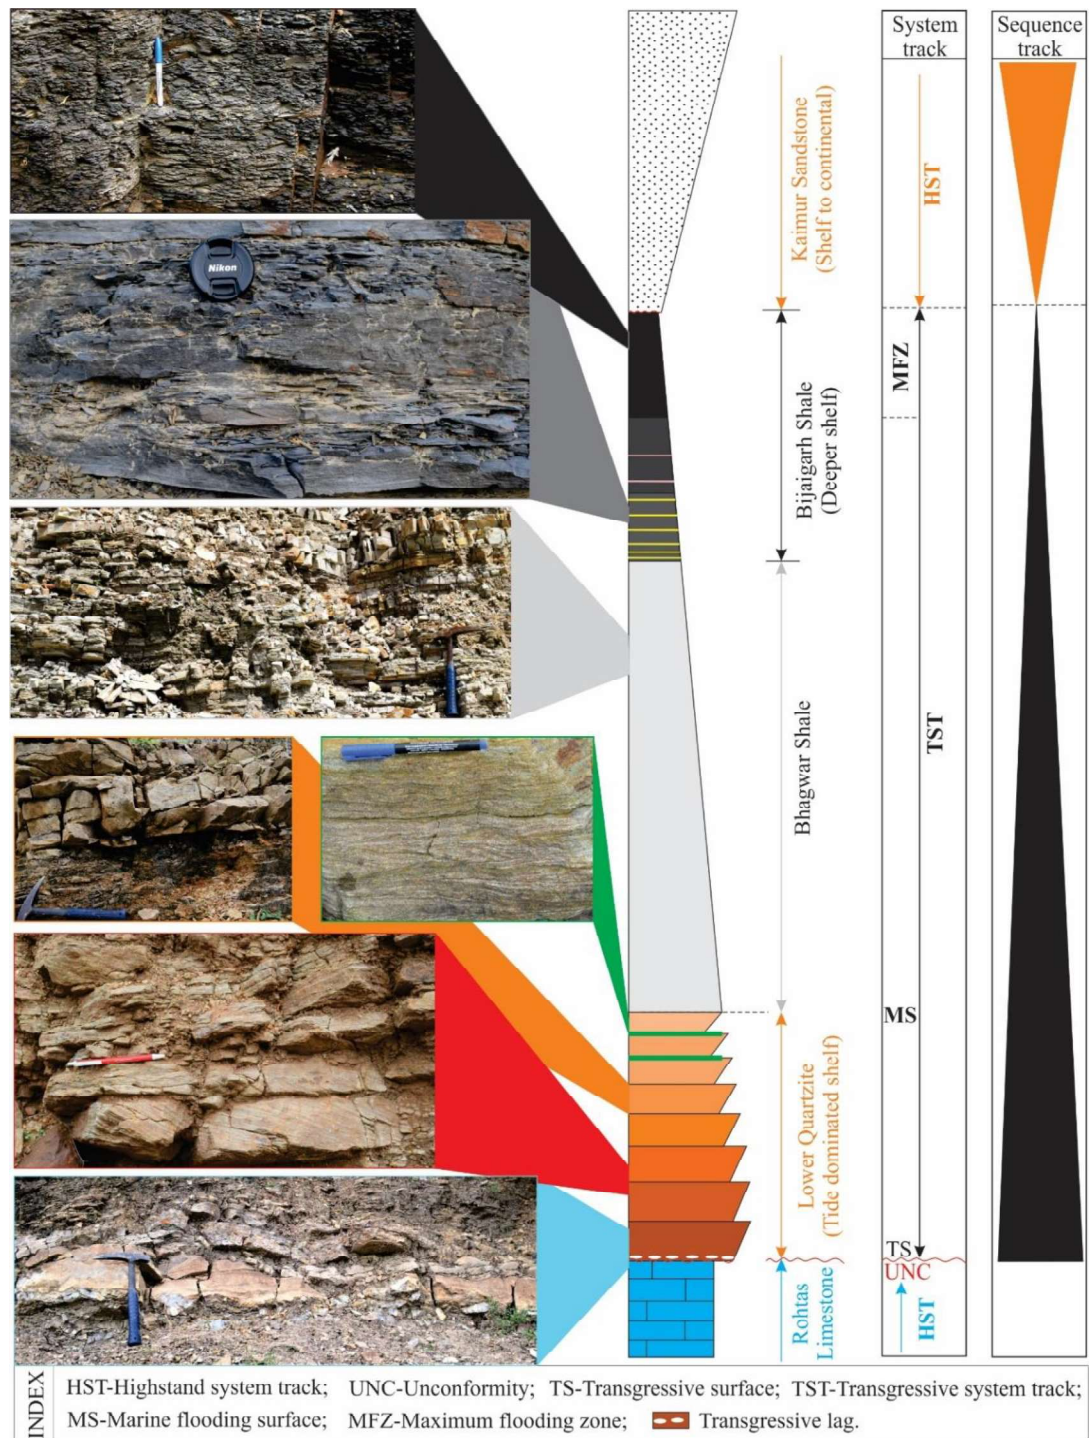 System
track
Sequence
track
Nikon
Kaimur Sandstone
(Shelf to continental)
HST
MFZ
Bijaigarh Shale
(Deeper shelf)
TST
Bhagwar Shale
MS
Lower Quartzite
(Tide dominated shelf)
TS
UNC
Rohtas
Limestone
HST
INDEX
HST-Highstand system track; UNC-Unconformity; TS-Transgressive surface; TST-Transgressive system track;
MS-Marine flooding surface; MFZ-Maximum flooding zone; Transgressive lag.